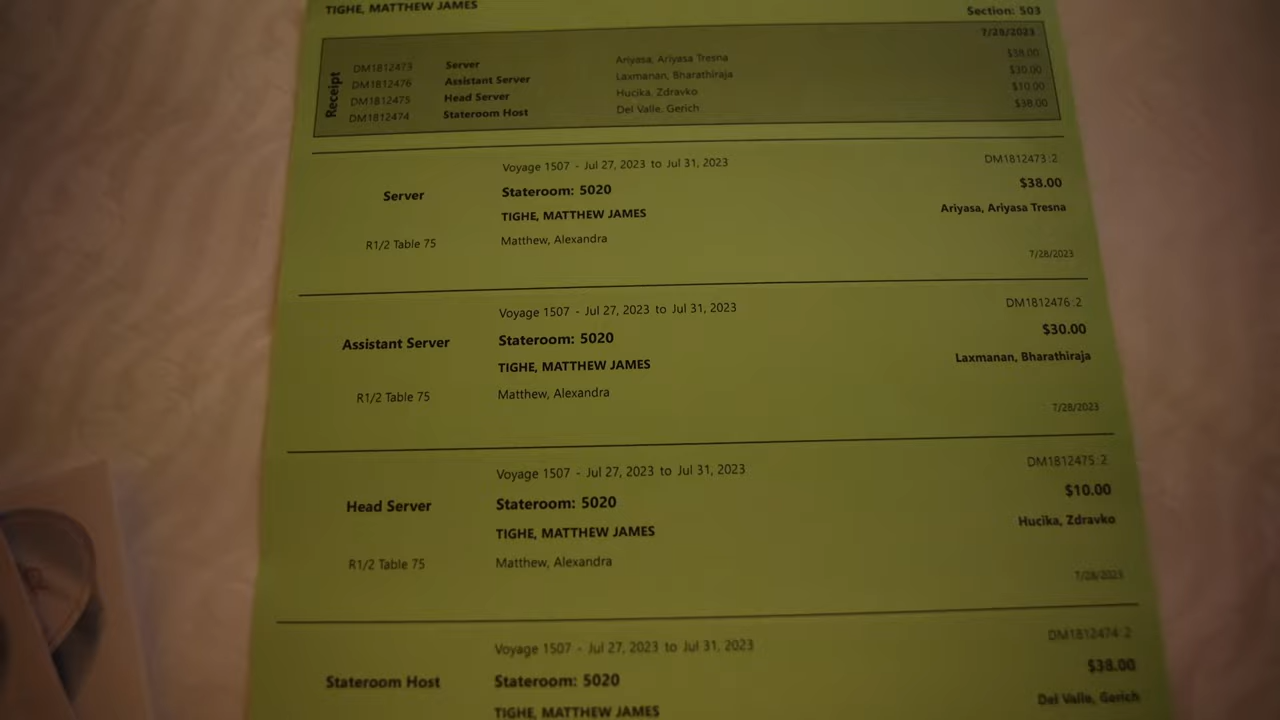 TIGHE, MATTHEW JAMES
Section: 503
7/28/2023
Receipt
DM1812473 Server Ariyasa, Ariyasa Tresna $38.00
DM1812476 Assistant Server Laxmanan, Bharathiraja $30.00
DM1812475 Head Server Hucika, Zdravko $10.00
DM1812474 Stateroom Host Del Valle, Gerich $38.00
Voyage 1507 - Jul 27, 2023 to Jul 31, 2023 DM1812473:2
Server Stateroom: 5020 $38.00
TIGHE, MATTHEW JAMES Ariyasa, Ariyasa Tresna
R1/2 Table 75 Matthew, Alexandra
7/28/2023
Voyage 1507 - Jul 27, 2023 to Jul 31, 2023 DM1812476:2
Assistant Server Stateroom: 5020 $30.00
TIGHE, MATTHEW JAMES Laxmanan, Bharathiraja
R1/2 Table 75 Matthew, Alexandra
7/28/2023
Voyage 1507 - Jul 27, 2023 to Jul 31, 2023 DM1812475:2
Head Server Stateroom: 5020 $10.00
TIGHE, MATTHEW JAMES Hucika, Zdravko
R1/2 Table 75 Matthew, Alexandra
7/28/2023
Voyage 1507 - Jul 27, 2023 to Jul 31, 2023 DM1812474:2
Stateroom Host Stateroom: 5020 $38.00
TIGHE, MATTHEW JAMES Del Valle, Gerich